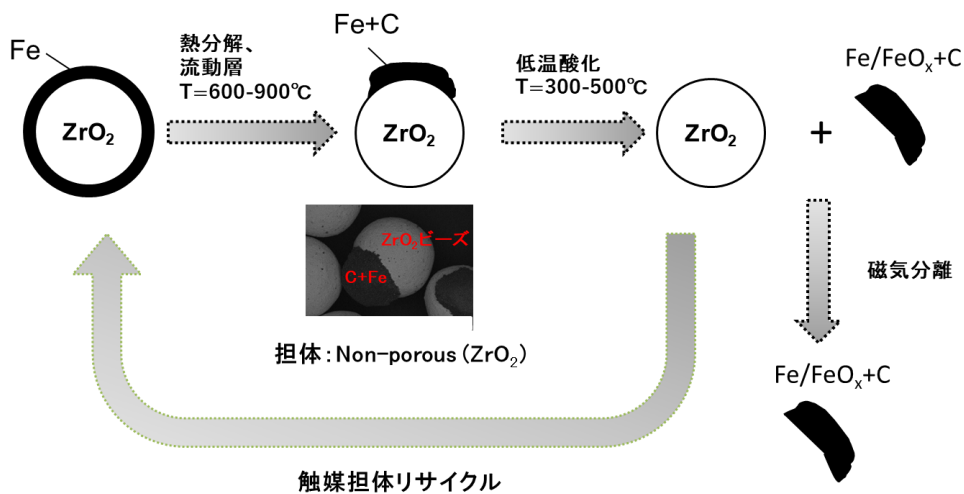 Fe
ZrO₂
熱分解、
流動層
T=600-900℃
Fe+C
ZrO₂
低温酸化
T=300-500℃
ZrO₂
+
Fe/FeOₓ+C
ZrO₂ビーズ
C+Fe
担体：Non-porous（ZrO₂）
磁気分離
Fe/FeOₓ+C
触媒担体リサイクル